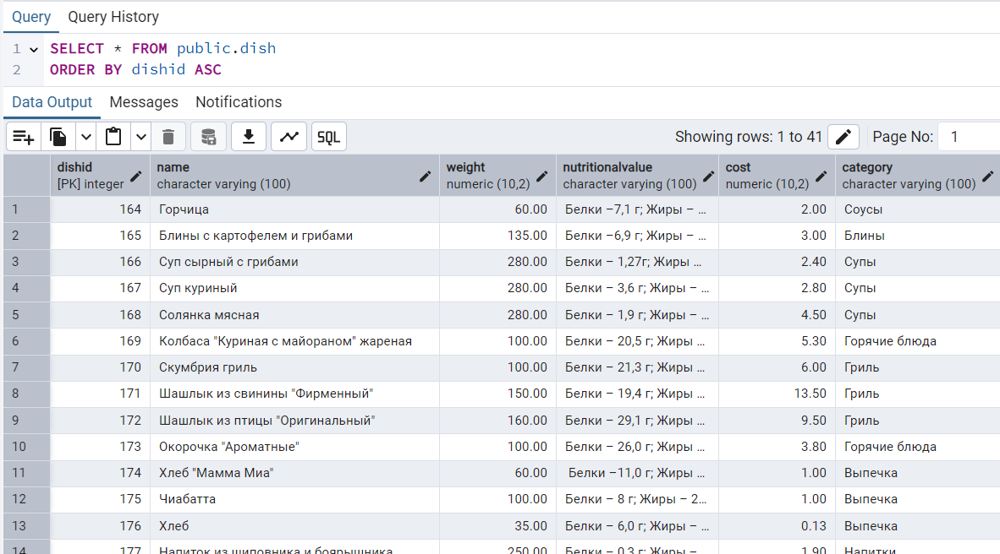 Query Query History
1 SELECT * FROM public.dish
2 ORDER BY dishid ASC
Data Output Messages Notifications
SQL Showing rows: 1 to 41 Page No: 1
dishid name weight nutritionalvalue cost category
[PK] integer character varying (100) numeric (10,2) character varying (100) numeric (10,2) character varying (100)
1 164 Горчица 60.00 Белки –7,1 г; Жиры – … 2.00 Соусы
2 165 Блины с картофелем и грибами 135.00 Белки –6,9 г; Жиры – … 3.00 Блины
3 166 Суп сырный с грибами 280.00 Белки – 1,27г; Жиры … 2.40 Супы
4 167 Суп куриный 280.00 Белки – 3,6 г; Жиры – … 2.80 Супы
5 168 Солянка мясная 280.00 Белки – 1,9 г; Жиры – … 4.50 Супы
6 169 Колбаса "Куриная с майораном" жареная 100.00 Белки – 20,5 г; Жиры … 5.30 Горячие блюда
7 170 Скумбрия гриль 100.00 Белки – 21,3 г; Жиры … 6.00 Гриль
8 171 Шашлык из свинины "Фирменный" 150.00 Белки – 19,4 г; Жиры … 13.50 Гриль
9 172 Шашлык из птицы "Оригинальный" 160.00 Белки – 29,1 г; Жиры … 9.50 Гриль
10 173 Окорочка "Ароматные" 100.00 Белки – 26,0 г; Жиры … 3.80 Горячие блюда
11 174 Хлеб "Мамма Миа" 60.00 Белки –11,0 г; Жиры … 1.00 Выпечка
12 175 Чиабатта 100.00 Белки – 8 г; Жиры – 2… 1.00 Выпечка
13 176 Хлеб 35.00 Белки – 6,0 г; Жиры – … 0.13 Выпечка
14 177 Напиток из шиповника и боярышника 250.00 Белки – 0,3 г; Жиры – … 1.90 Напитки